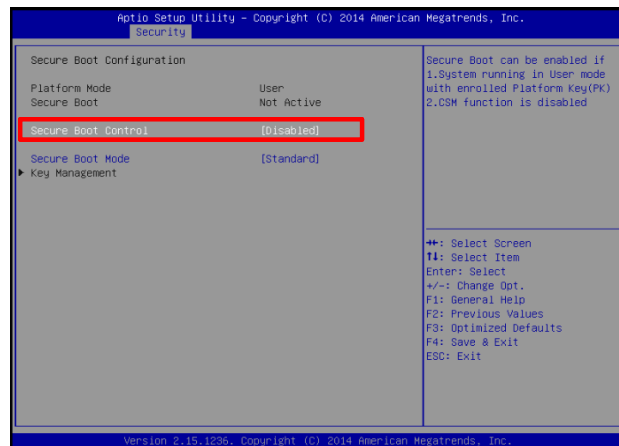 Aptio Setup Utility – Copyright (C) 2014 American Megatrends, Inc.
Security
Secure Boot Configuration
Platform Mode User
Secure Boot Not Active
Secure Boot Control [Disabled]
Secure Boot Mode [Standard]
Key Management
Secure Boot can be enabled if
1.System running in User mode
with enrolled Platform Key(PK)
2.CSM function is disabled
→←: Select Screen
↑↓: Select Item
Enter: Select
+/-: Change Opt.
F1: General Help
F2: Previous Values
F3: Optimized Defaults
F4: Save & Exit
ESC: Exit
Version 2.15.1236. Copyright (C) 2014 American Megatrends, Inc.